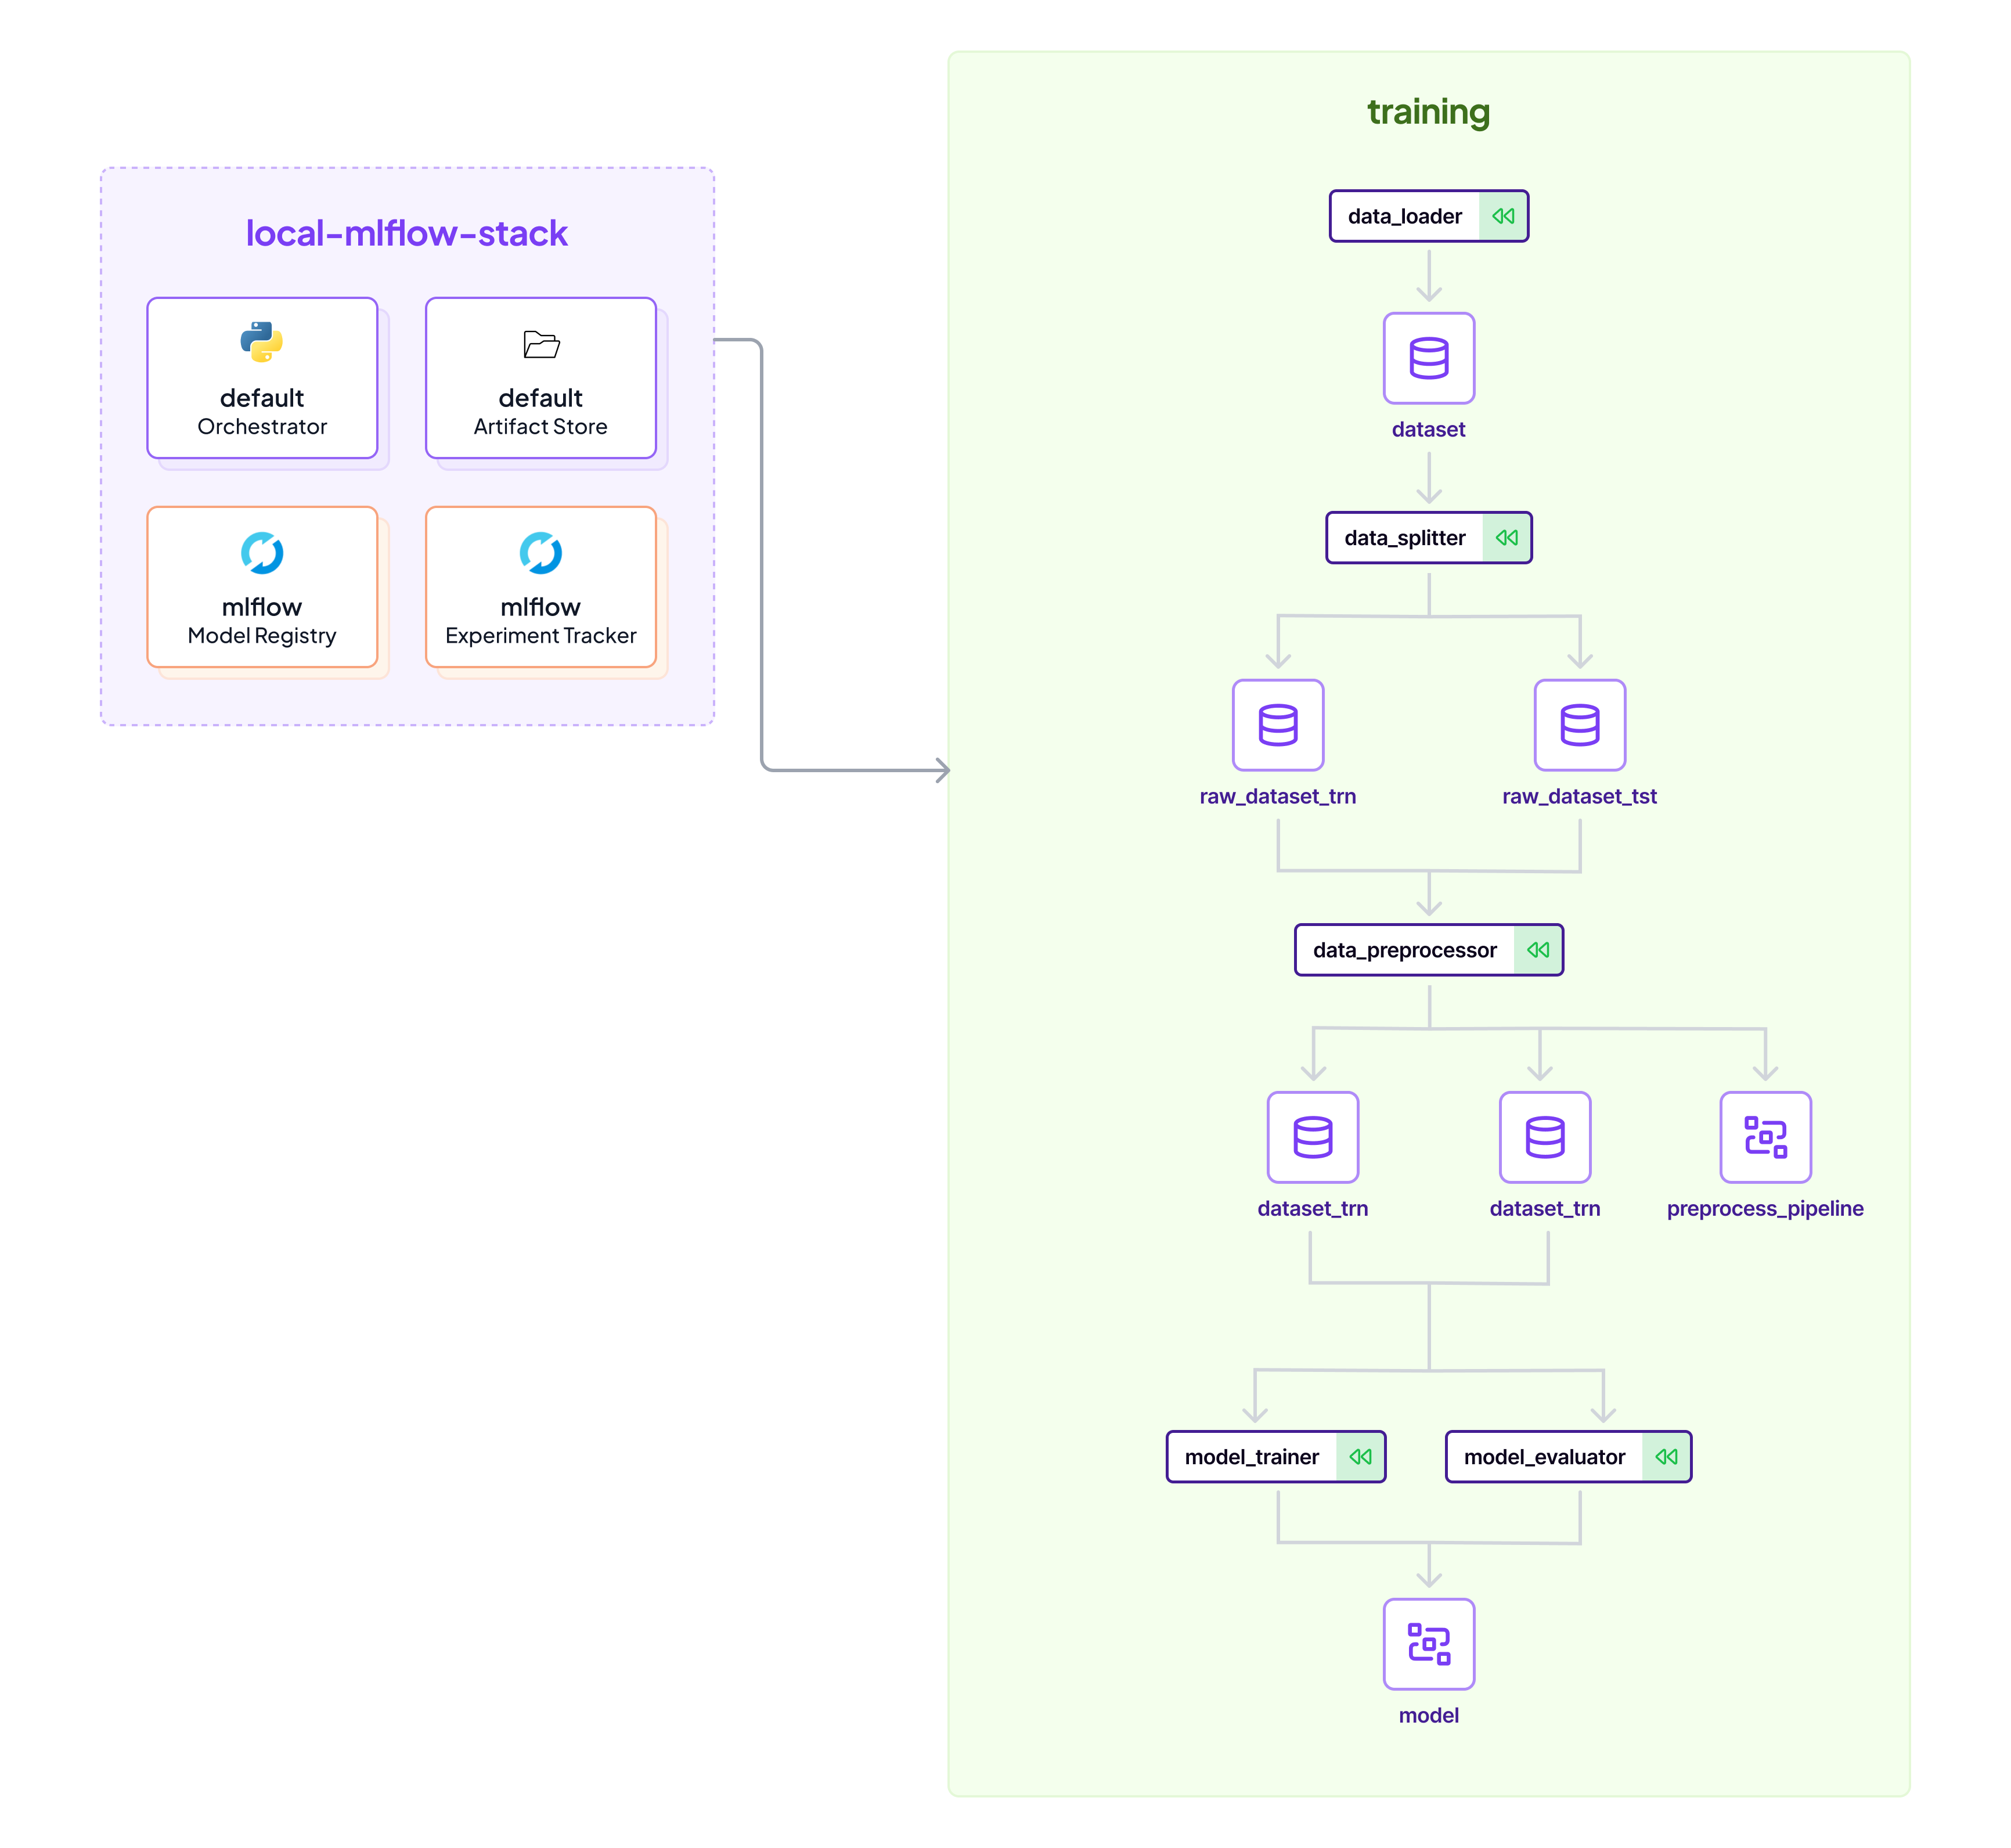 local-mlflow-stack
default
Orchestrator
default
Artifact Store
mlflow
Model Registry
mlflow
Experiment Tracker
training
data_loader
dataset
data_splitter
raw_dataset_trn
raw_dataset_tst
data_preprocessor
dataset_trn
dataset_trn
preprocess_pipeline
model_trainer
model_evaluator
model